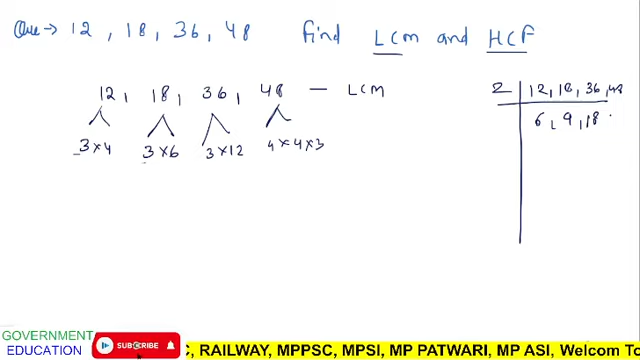 Que → 12 , 18 , 36 , 48 find LCM and HCF
12, 18, 36, 48 — LCM
3×4 3×6 3×12 4×4×3
2 12, 18, 36, 48
6, 9, 18
GOVERNMENT
EDUCATION
SUBSCRIBE
C, RAILWAY, MPPSC, MPSI, MP PATWARI, MP ASI, Welcom To